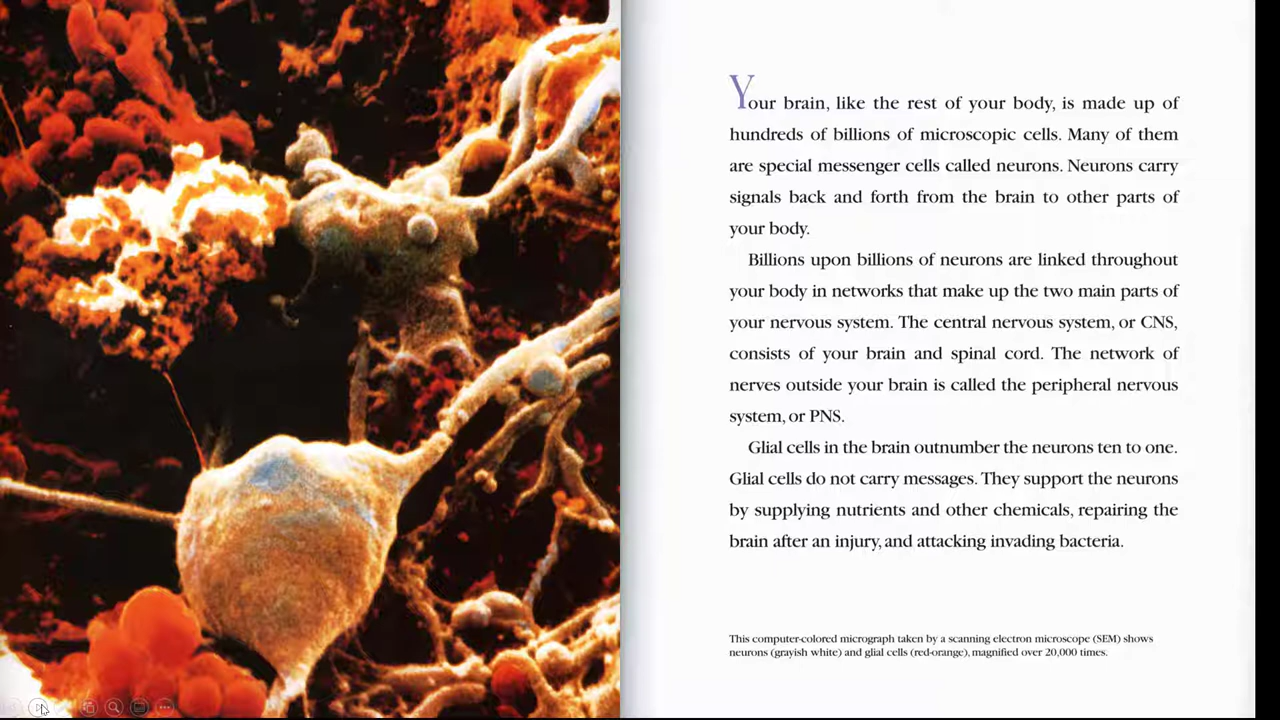 Your brain, like the rest of your body, is made up of
hundreds of billions of microscopic cells. Many of them
are special messenger cells called neurons. Neurons carry
signals back and forth from the brain to other parts of
your body.
Billions upon billions of neurons are linked throughout
your body in networks that make up the two main parts of
your nervous system. The central nervous system, or CNS,
consists of your brain and spinal cord. The network of
nerves outside your brain is called the peripheral nervous
system, or PNS.
Glial cells in the brain outnumber the neurons ten to one.
Glial cells do not carry messages. They support the neurons
by supplying nutrients and other chemicals, repairing the
brain after an injury, and attacking invading bacteria.
This computer-colored micrograph taken by a scanning electron microscope (SEM) shows
neurons (grayish white) and glial cells (red-orange), magnified over 20,000 times.